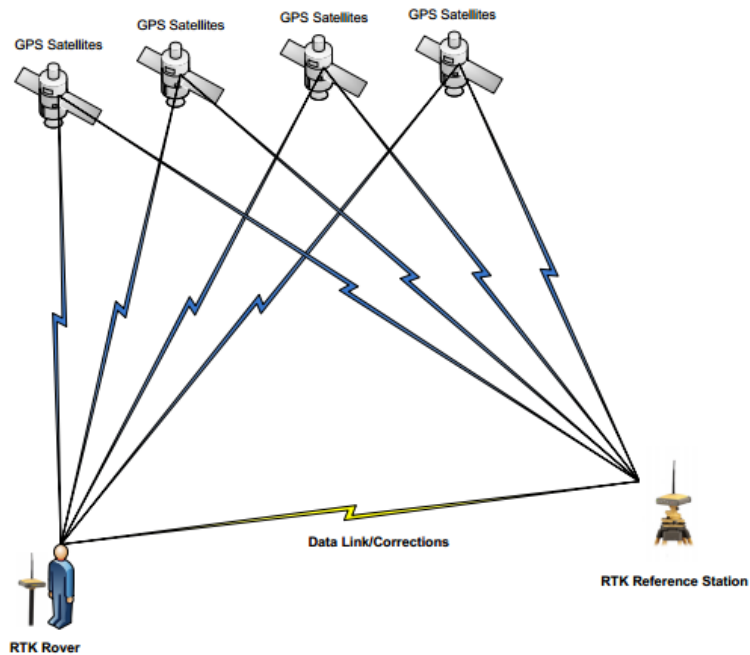 GPS Satellites
GPS Satellites
GPS Satellites
GPS Satellites
Data Link/Corrections
RTK Reference Station
RTK Rover